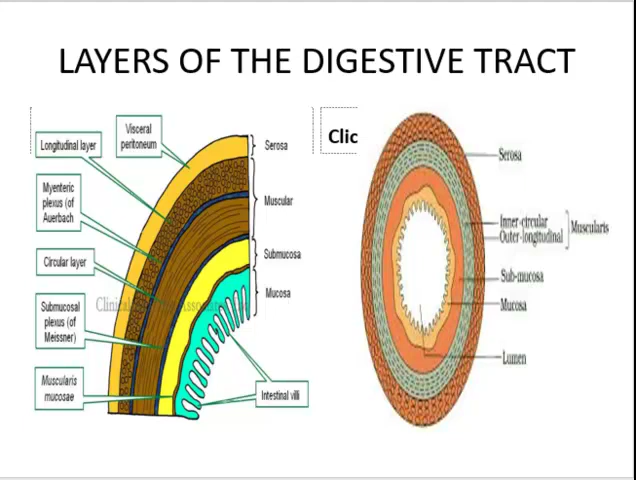 LAYERS OF THE DIGESTIVE TRACT
Visceral
peritoneum
Longitudinal layer
Myenteric
plexus (of
Auerbach
Circular layer
Submucosal
plexus (of
Meissner)
Muscularis
mucosae
Serosa
Muscular
Submucosa
Mucosa
Intestinal villi
Clinical
Clic
Serosa
Inner-circular
Outer-longitudinal
Muscularis
Sub-mucosa
Mucosa
Lumen